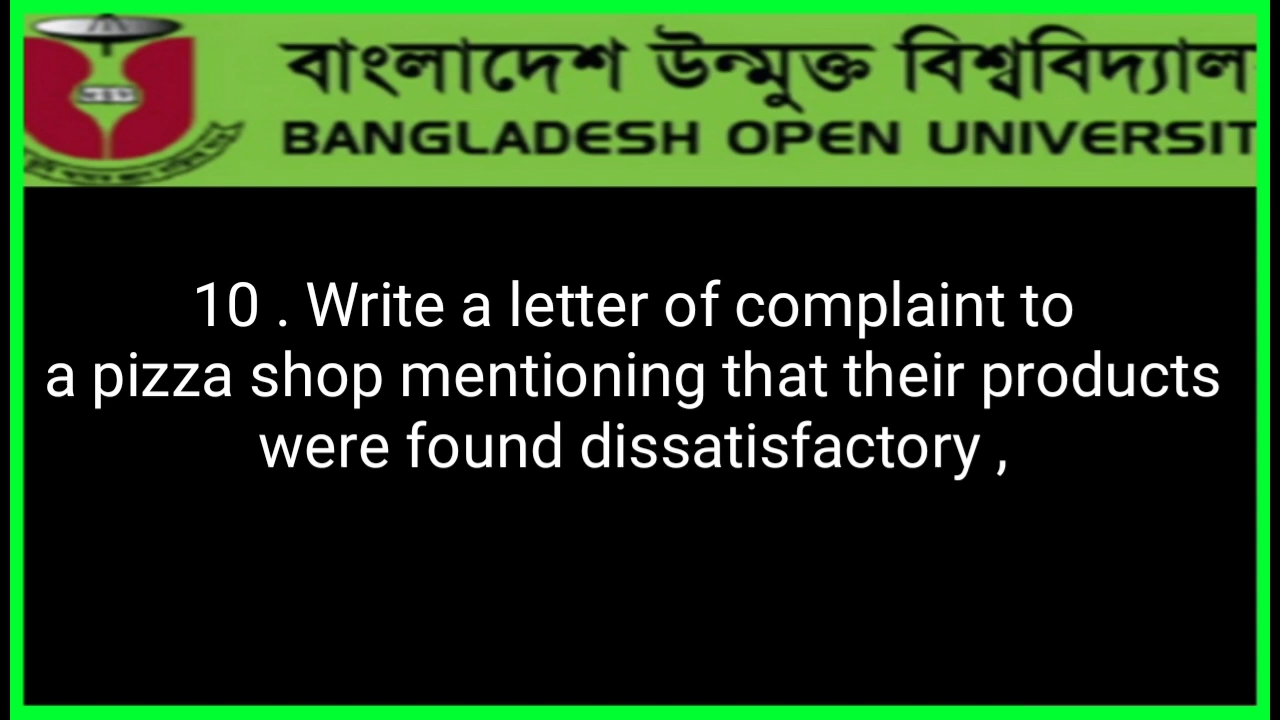 বাংলাদেশ উন্মুক্ত বিশ্ববিদ্যাল
BANGLADESH OPEN UNIVERSIT
10 . Write a letter of complaint to
a pizza shop mentioning that their products
were found dissatisfactory ,